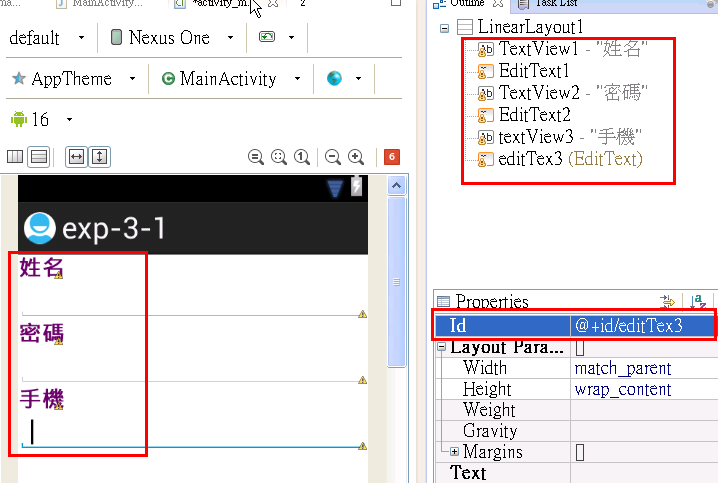 MainActivity...
*activity_m...
2
default
Nexus One
AppTheme
MainActivity
16
1
6
exp-3-1
姓名
密碼
手機
Outline
Task List
LinearLayout1
TextView1 - "姓名"
EditText1
TextView2 - "密碼"
EditText2
textView3 - "手機"
editTex3 (EditText)
Properties
Id @+id/editTex3
Layout Para... []
Width match_parent
Height wrap_content
Weight
Gravity
Margins []
Text